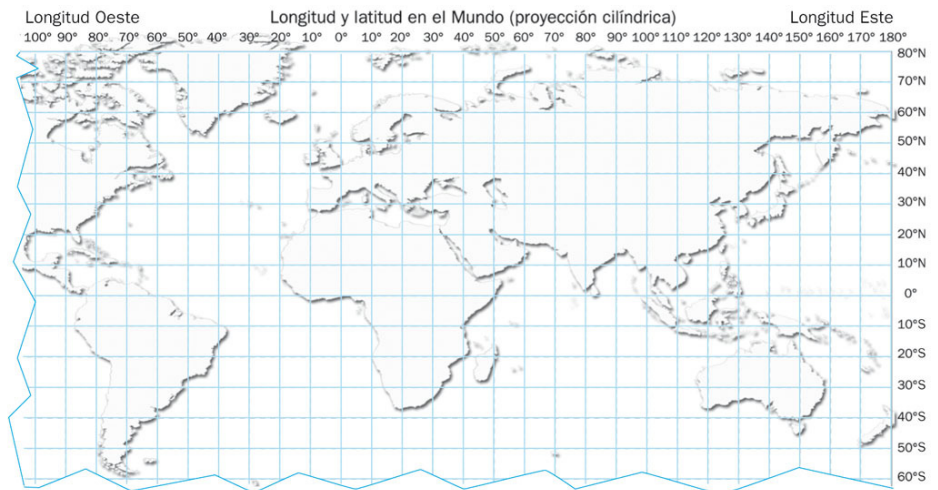 Longitud Oeste Longitud y latitud en el Mundo (proyección cilíndrica) Longitud Este
100° 90° 80° 70° 60° 50° 40° 30° 20° 10° 0° 10° 20° 30° 40° 50° 60° 70° 80° 90° 100° 110° 120° 130° 140° 150° 160° 170° 180°
80°N
70°N
60°N
50°N
40°N
30°N
20°N
10°N
0°
10°S
20°S
30°S
40°S
50°S
60°S